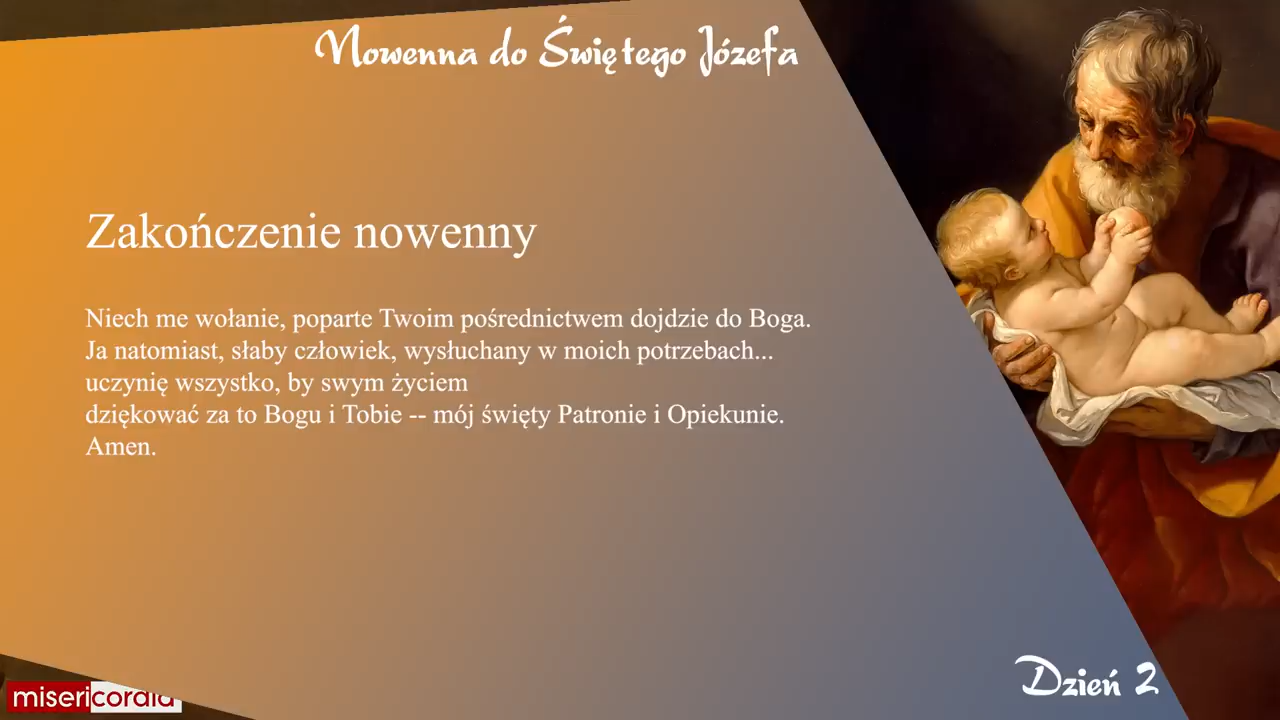 Nowenna do Świętego Józefa
Zakończenie nowenny
Niech me wołanie, poparte Twoim pośrednictwem dojdzie do Boga.
Ja natomiast, słaby człowiek, wysłuchany w moich potrzebach...
uczynię wszystko, by swym życiem
dziękować za to Bogu i Tobie -- mój święty Patronie i Opiekunie.
Amen.
Dzień 2
misericordia